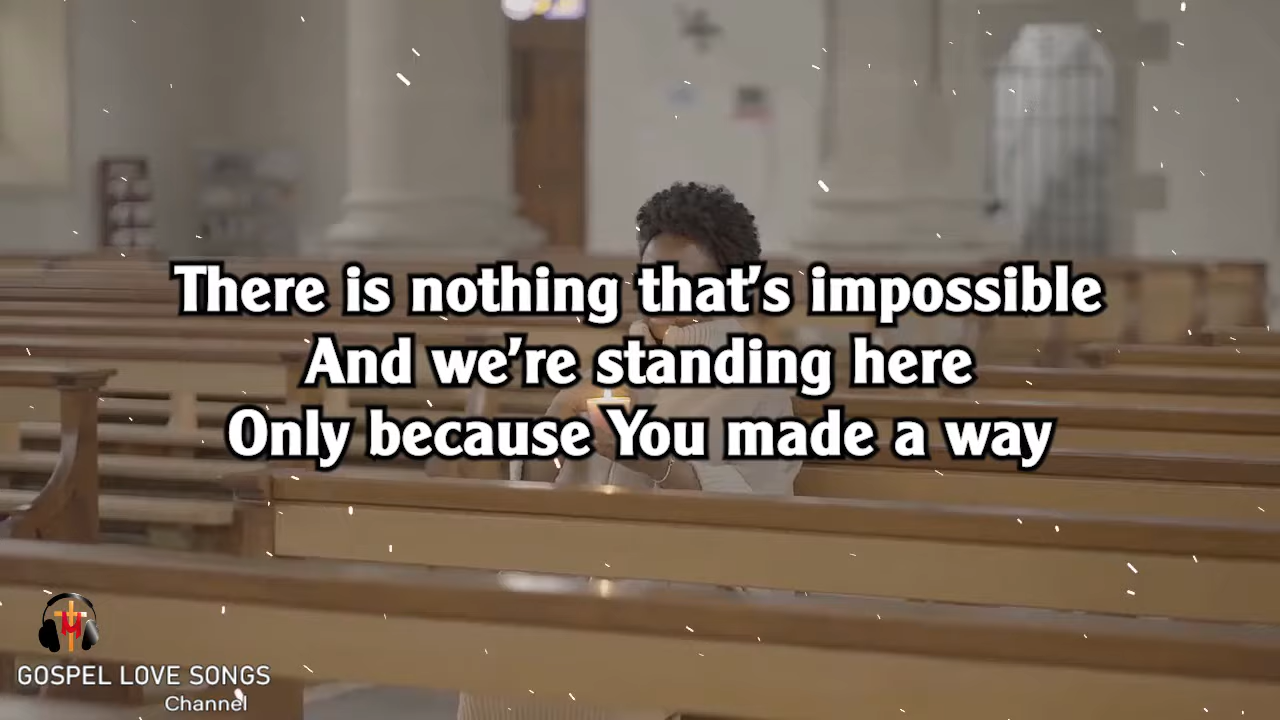 There is nothing that's impossible
And we're standing here
Only because You made a way
GOSPEL LOVE SONGS
Channel